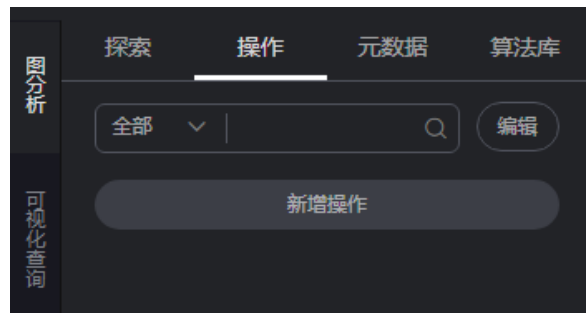 图分析
可视化查询
探索 操作 元数据 算法库
全部 编辑
新增操作